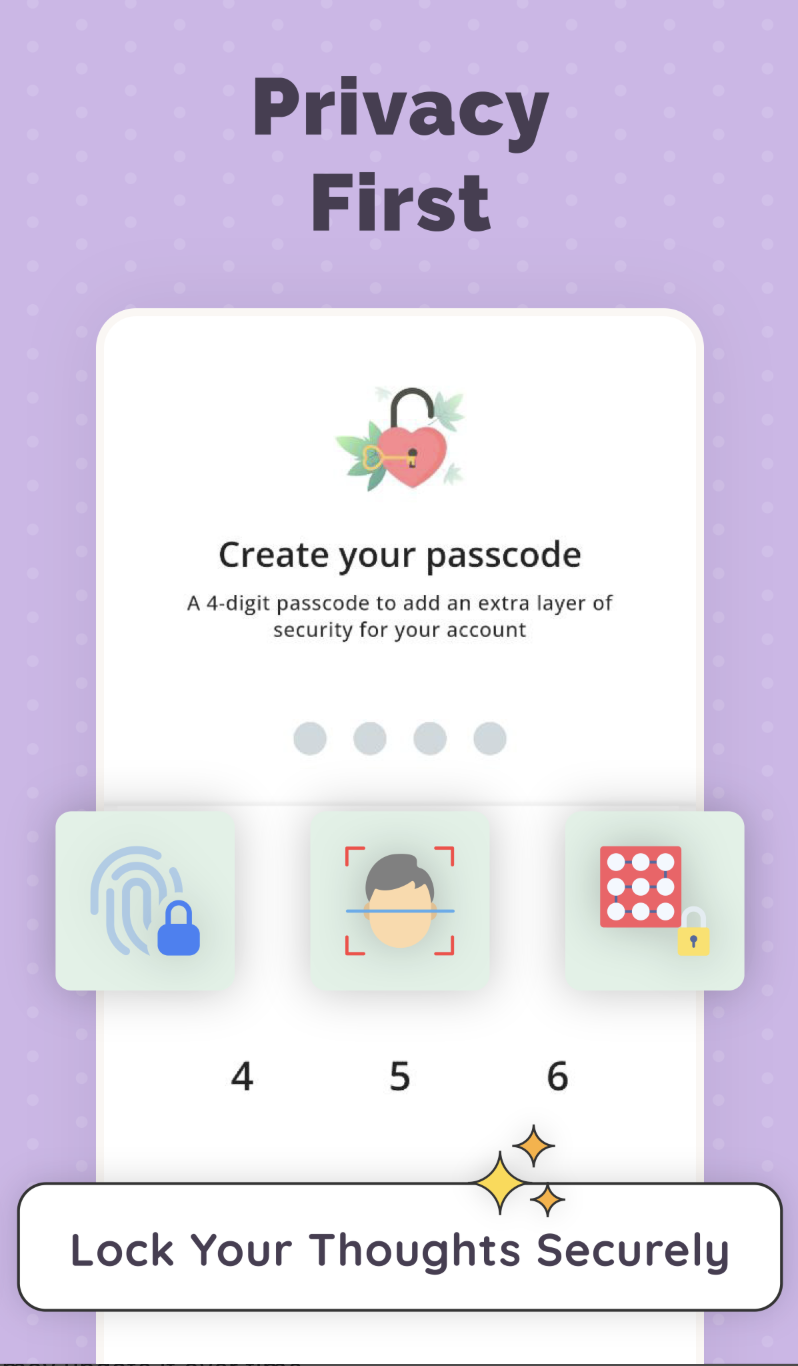 Privacy
First
Create your passcode
A 4-digit passcode to add an extra layer of
security for your account
4 5 6
Lock Your Thoughts Securely